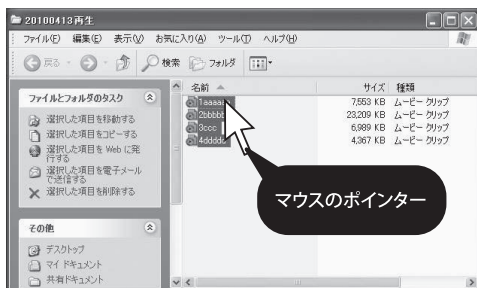 20100413再生
ファイル(F) 編集(E) 表示(V) お気に入り(A) ツール(T) ヘルプ(H)
戻る 検索 フォルダ
名前 サイズ 種類
ファイルとフォルダのタスク
選択した項目を移動する
選択した項目をコピーする
選択した項目を Web に発
行する
選択した項目を電子メール
で送信する
選択した項目を削除する
その他
デスクトップ
マイ ドキュメント
共有ドキュメント
1aaaaa 7,553 KB ムービー クリップ
2bbbbb 23,209 KB ムービー クリップ
3ccc 6,989 KB ムービー クリップ
4dddd 4,367 KB ムービー クリップ
マウスのポインター